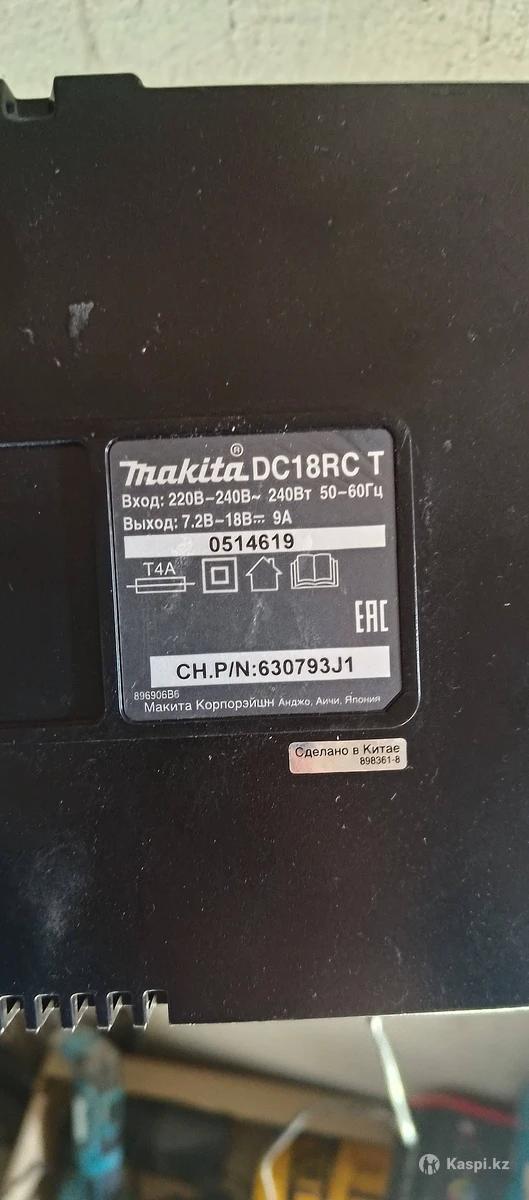 makita® DC18RC T
Вход: 220В–240В~ 240Вт 50–60Гц
Выход: 7.2В–18В⎓ 9А
0514619
T4A
EAC
CH.P/N:630793J1
896906B6
Макита Корпорэйшн Анджо, Аичи, Япония
Сделано в Китае
898361-8
Kaspi.kz